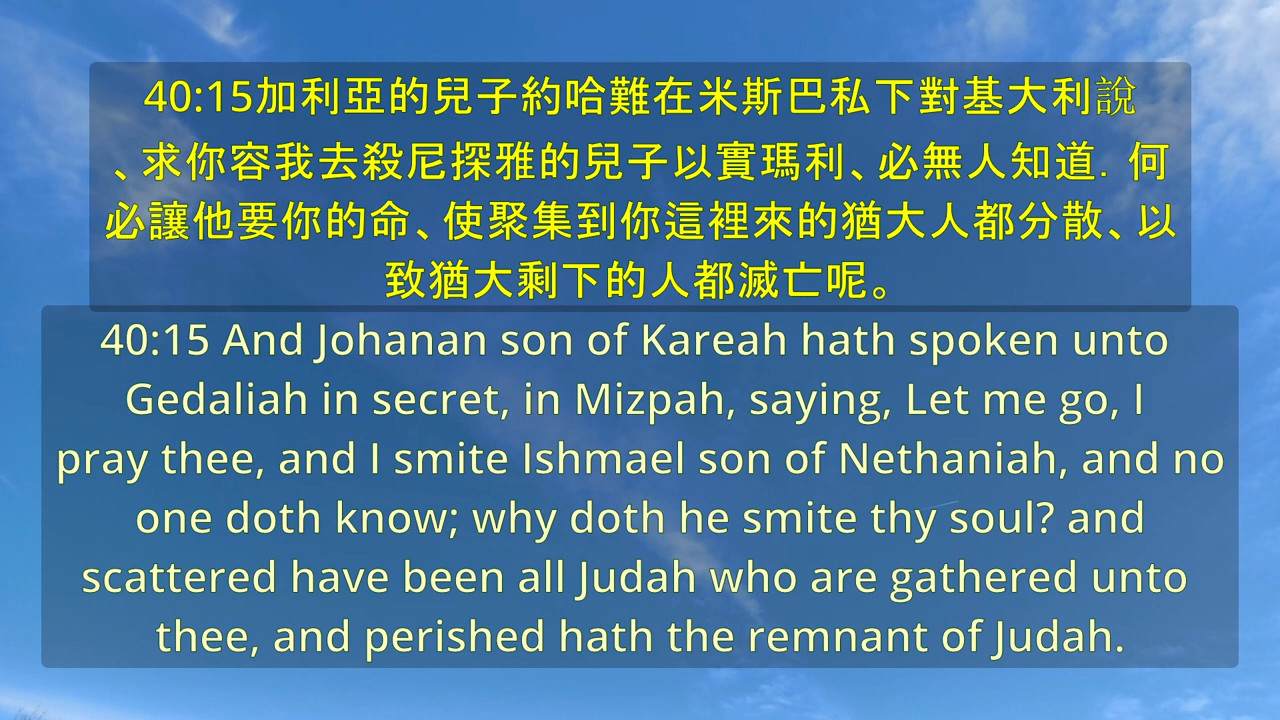 40:15加利亞的兒子約哈難在米斯巴私下對基大利說
、求你容我去殺尼探雅的兒子以實瑪利、必無人知道．何
必讓他要你的命、使聚集到你這裡來的猶大人都分散、以
致猶大剩下的人都滅亡呢。
40:15 And Johanan son of Kareah hath spoken unto
Gedaliah in secret, in Mizpah, saying, Let me go, I
pray thee, and I smite Ishmael son of Nethaniah, and no
one doth know; why doth he smite thy soul? and
scattered have been all Judah who are gathered unto
thee, and perished hath the remnant of Judah.